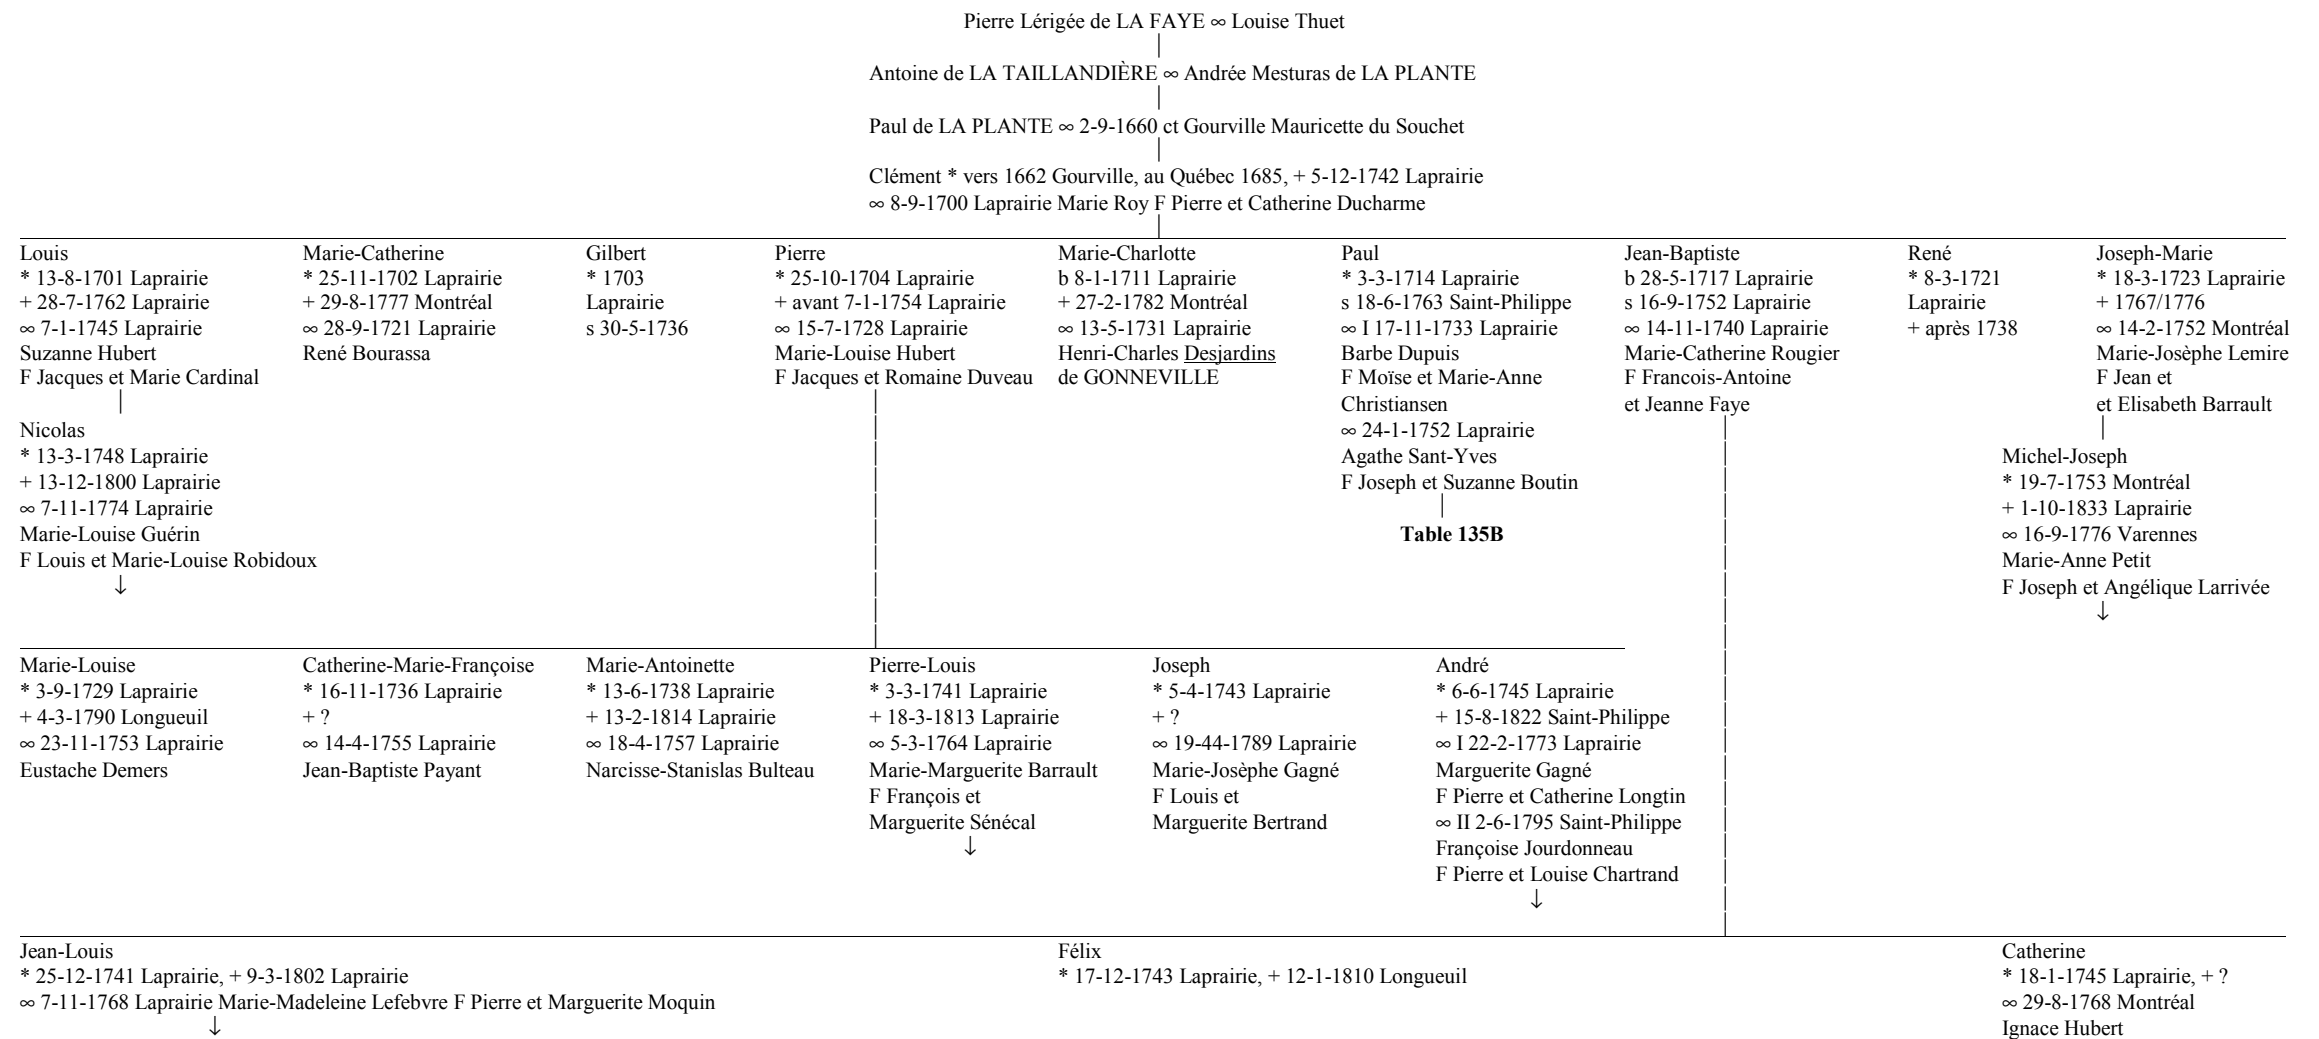 Pierre Lérigée de LA FAYE ∞ Louise Thuet
Antoine de LA TAILLANDIÈRE ∞ Andrée Mesturas de LA PLANTE
Paul de LA PLANTE ∞ 2-9-1660 ct Gourville Mauricette du Souchet
Clément * vers 1662 Gourville, au Québec 1685, + 5-12-1742 Laprairie
∞ 8-9-1700 Laprairie Marie Roy F Pierre et Catherine Ducharme
Louis
* 13-8-1701 Laprairie
+ 28-7-1762 Laprairie
∞ 7-1-1745 Laprairie
Suzanne Hubert
F Jacques et Marie Cardinal
Nicolas
* 13-3-1748 Laprairie
+ 13-12-1800 Laprairie
∞ 7-11-1774 Laprairie
Marie-Louise Guérin
F Louis et Marie-Louise Robidoux
↓
Marie-Catherine
* 25-11-1702 Laprairie
+ 29-8-1777 Montréal
∞ 28-9-1721 Laprairie
René Bourassa
Gilbert
* 1703
Laprairie
s 30-5-1736
Pierre
* 25-10-1704 Laprairie
+ avant 7-1-1754 Laprairie
∞ 15-7-1728 Laprairie
Marie-Louise Hubert
F Jacques et Romaine Duveau
Marie-Charlotte
b 8-1-1711 Laprairie
+ 27-2-1782 Montréal
∞ 13-5-1731 Laprairie
Henri-Charles Desjardins
de GONNEVILLE
Paul
* 3-3-1714 Laprairie
s 18-6-1763 Saint-Philippe
∞ I 17-11-1733 Laprairie
Barbe Dupuis
F Moïse et Marie-Anne
Christiansen
∞ 24-1-1752 Laprairie
Agathe Sant-Yves
F Joseph et Suzanne Boutin
Table 135B
Jean-Baptiste
b 28-5-1717 Laprairie
s 16-9-1752 Laprairie
∞ 14-11-1740 Laprairie
Marie-Catherine Rougier
F Francois-Antoine
et Jeanne Faye
René
* 8-3-1721
Laprairie
+ après 1738
Joseph-Marie
* 18-3-1723 Laprairie
+ 1767/1776
∞ 14-2-1752 Montréal
Marie-Josèphe Lemire
F Jean et
et Elisabeth Barrault
Michel-Joseph
* 19-7-1753 Montréal
+ 1-10-1833 Laprairie
∞ 16-9-1776 Varennes
Marie-Anne Petit
F Joseph et Angélique Larrivée
↓
Marie-Louise
* 3-9-1729 Laprairie
+ 4-3-1790 Longueuil
∞ 23-11-1753 Laprairie
Eustache Demers
Catherine-Marie-Françoise
* 16-11-1736 Laprairie
+ ?
∞ 14-4-1755 Laprairie
Jean-Baptiste Payant
Marie-Antoinette
* 13-6-1738 Laprairie
+ 13-2-1814 Laprairie
∞ 18-4-1757 Laprairie
Narcisse-Stanislas Bulteau
Pierre-Louis
* 3-3-1741 Laprairie
+ 18-3-1813 Laprairie
∞ 5-3-1764 Laprairie
Marie-Marguerite Barrault
F François et
Marguerite Sénécal
↓
Joseph
* 5-4-1743 Laprairie
+ ?
∞ 19-44-1789 Laprairie
Marie-Josèphe Gagné
F Louis et
Marguerite Bertrand
André
* 6-6-1745 Laprairie
+ 15-8-1822 Saint-Philippe
∞ I 22-2-1773 Laprairie
Marguerite Gagné
F Pierre et Catherine Longtin
∞ II 2-6-1795 Saint-Philippe
Françoise Jourdonneau
F Pierre et Louise Chartrand
↓
Jean-Louis
* 25-12-1741 Laprairie, + 9-3-1802 Laprairie
∞ 7-11-1768 Laprairie Marie-Madeleine Lefebvre F Pierre et Marguerite Moquin
↓
Félix
* 17-12-1743 Laprairie, + 12-1-1810 Longueuil
Catherine
* 18-1-1745 Laprairie, + ?
∞ 29-8-1768 Montréal
Ignace Hubert